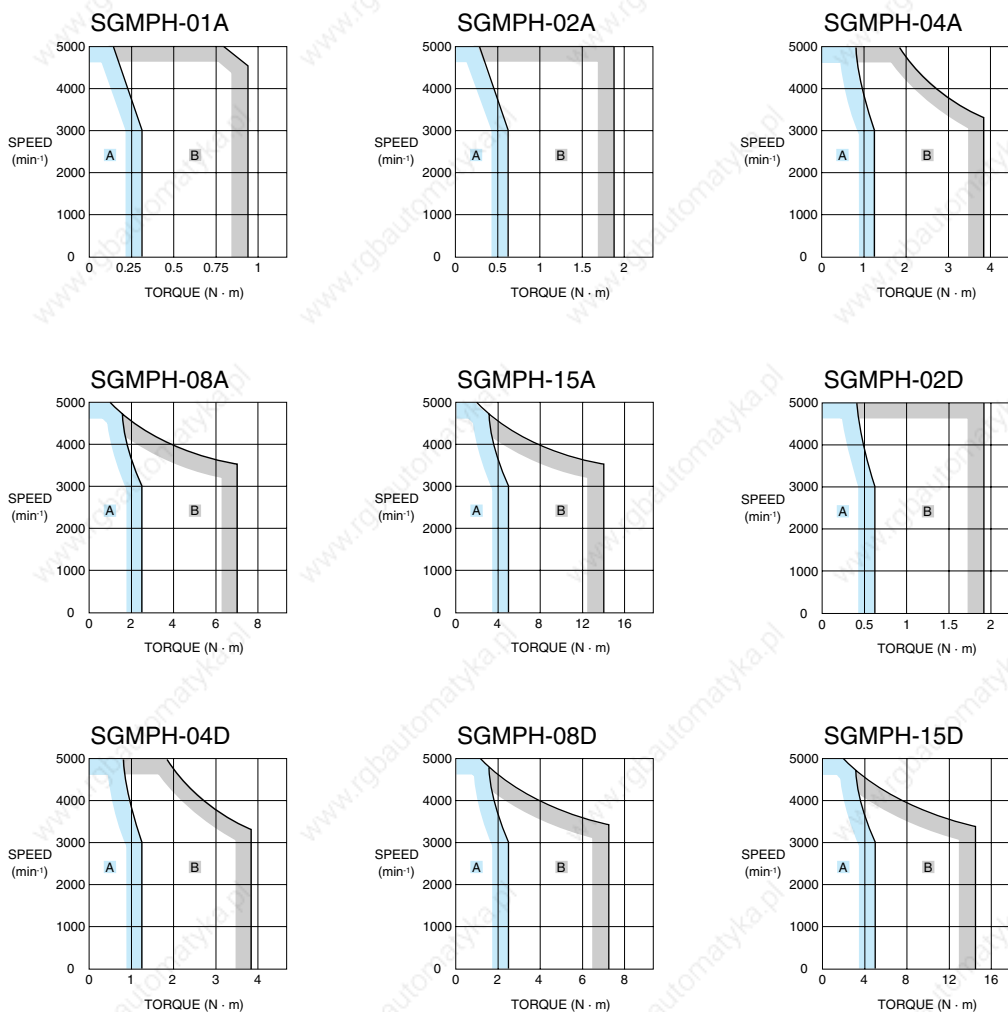 SGMPH-01A
5000
4000
3000
2000
1000
0
SPEED
(min-1)
A
B
0 0.25 0.5 0.75 1
TORQUE (N · m)
SGMPH-02A
5000
4000
3000
2000
1000
0
SPEED
(min-1)
A
B
0 0.5 1 1.5 2
TORQUE (N · m)
SGMPH-04A
5000
4000
3000
2000
1000
0
SPEED
(min-1)
A
B
0 1 2 3 4
TORQUE (N · m)
SGMPH-08A
5000
4000
3000
2000
1000
0
SPEED
(min-1)
A
B
0 2 4 6 8
TORQUE (N · m)
SGMPH-15A
5000
4000
3000
2000
1000
0
SPEED
(min-1)
A
B
0 4 8 12 16
TORQUE (N · m)
SGMPH-02D
5000
4000
3000
2000
1000
0
SPEED
(min-1)
A
B
0 0.5 1 1.5 2
TORQUE (N · m)
SGMPH-04D
5000
4000
3000
2000
1000
0
SPEED
(min-1)
A
B
0 1 2 3 4
TORQUE (N · m)
SGMPH-08D
5000
4000
3000
2000
1000
0
SPEED
(min-1)
A
B
0 2 4 6 8
TORQUE (N · m)
SGMPH-15D
5000
4000
3000
2000
1000
0
SPEED
(min-1)
A
B
0 4 8 12 16
TORQUE (N · m)
www.rgbautomatyka.pl